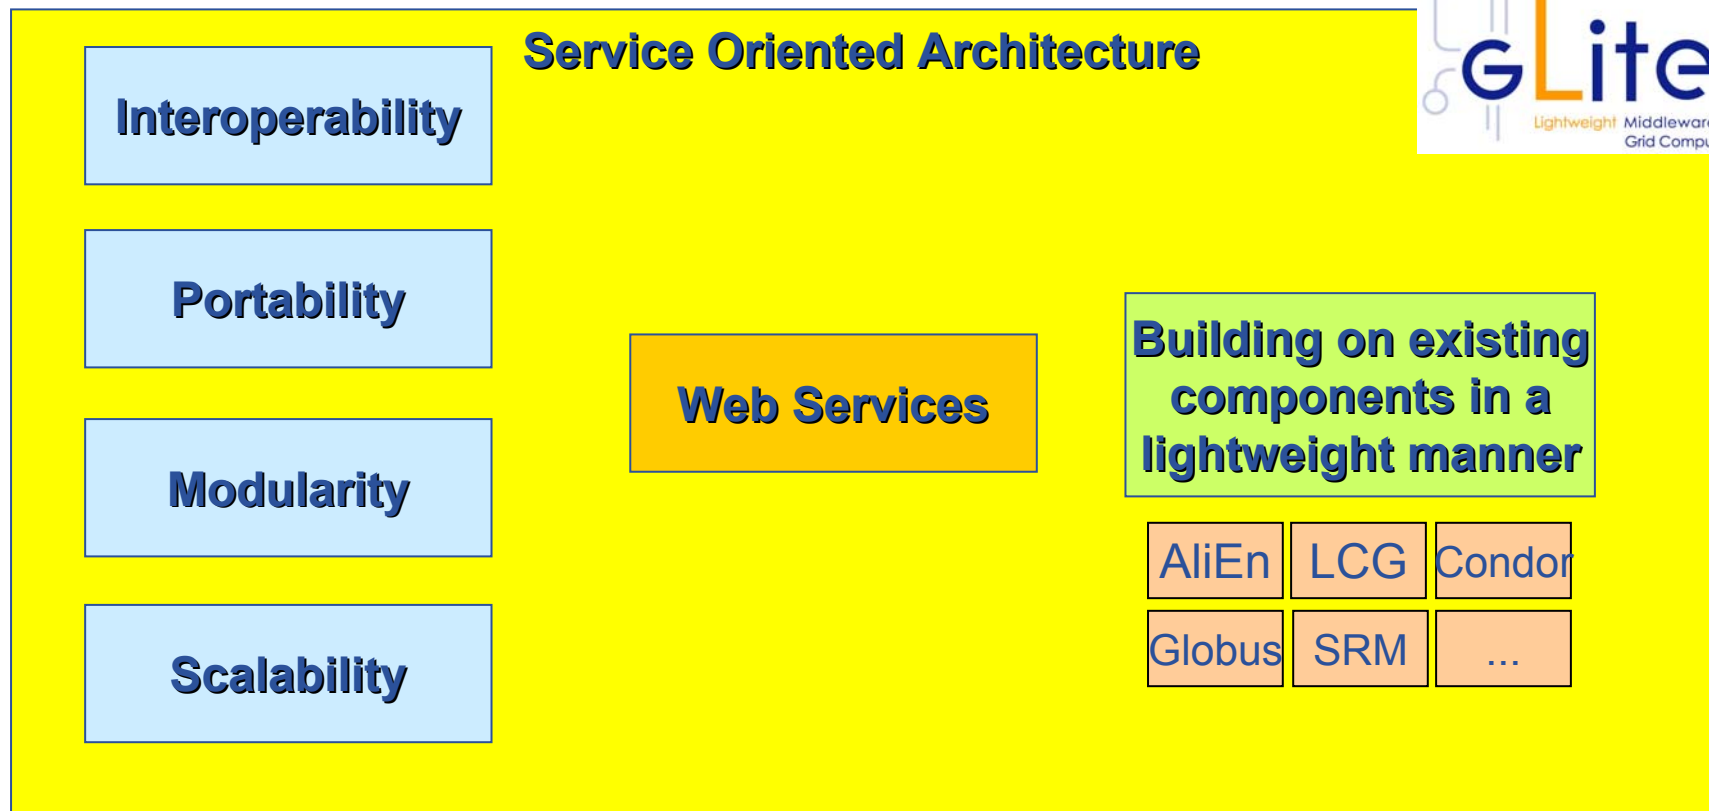 Service Oriented Architecture
gLite
Lightweight Middleware
Grid Compu
Interoperability
Portability
Modularity
Scalability
Web Services
Building on existing
components in a
lightweight manner
AliEn LCG Condor
Globus SRM ...